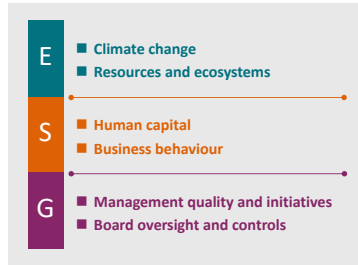 E
Climate change
Resources and ecosystems
S
Human capital
Business behaviour
G
Management quality and initiatives
Board oversight and controls